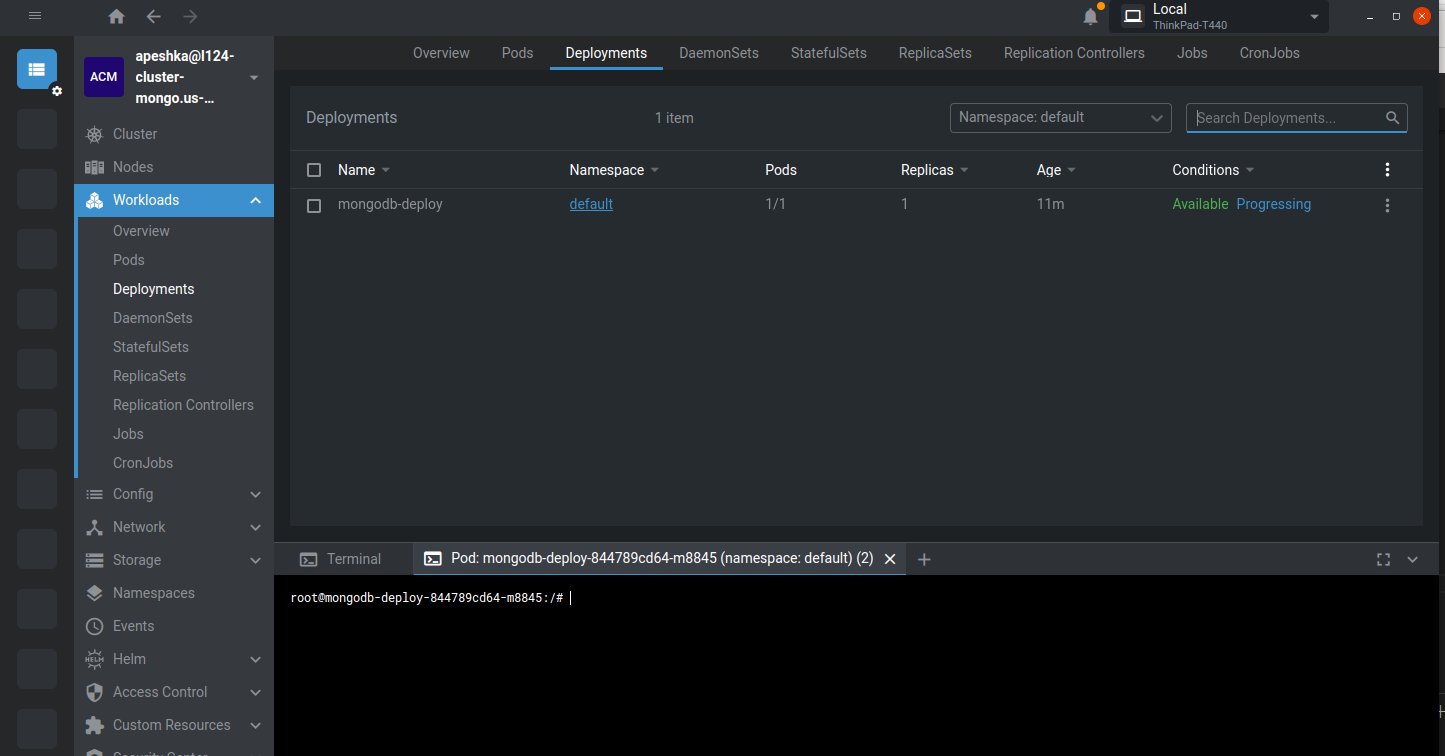 Local
ThinkPad-T440
ACM
apeshka@l124-
cluster-
mongo.us-...
Overview Pods Deployments DaemonSets StatefulSets ReplicaSets Replication Controllers Jobs CronJobs
Cluster
Nodes
Workloads
Overview
Pods
Deployments
DaemonSets
StatefulSets
ReplicaSets
Replication Controllers
Jobs
CronJobs
Config
Network
Storage
Namespaces
Events
HELM
Helm
Access Control
Custom Resources
Security Center
Deployments 1 item Namespace: default Search Deployments...
Name Namespace Pods Replicas Age Conditions
mongodb-deploy default 1/1 1 11m Available Progressing
Terminal Pod: mongodb-deploy-844789cd64-m8845 (namespace: default) (2)
root@mongodb-deploy-844789cd64-m8845:/#